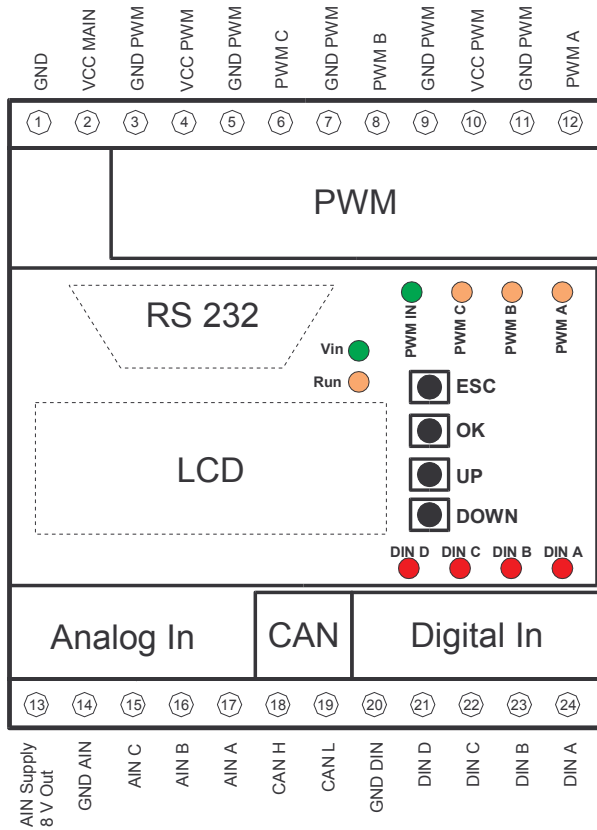 GND
VCC MAIN
GND PWM
VCC PWM
GND PWM
PWM C
GND PWM
PWM B
GND PWM
VCC PWM
GND PWM
PWM A
1 2 3 4 5 6 7 8 9 10 11 12
PWM
RS 232
PWM IN
PWM C
PWM B
PWM A
Vin
Run
ESC
OK
LCD
UP
DOWN
DIN D DIN C DIN B DIN A
Analog In CAN Digital In
13 14 15 16 17 18 19 20 21 22 23 24
AIN Supply
8 V Out
GND AIN
AIN C
AIN B
AIN A
CAN H
CAN L
GND DIN
DIN D
DIN C
DIN B
DIN A